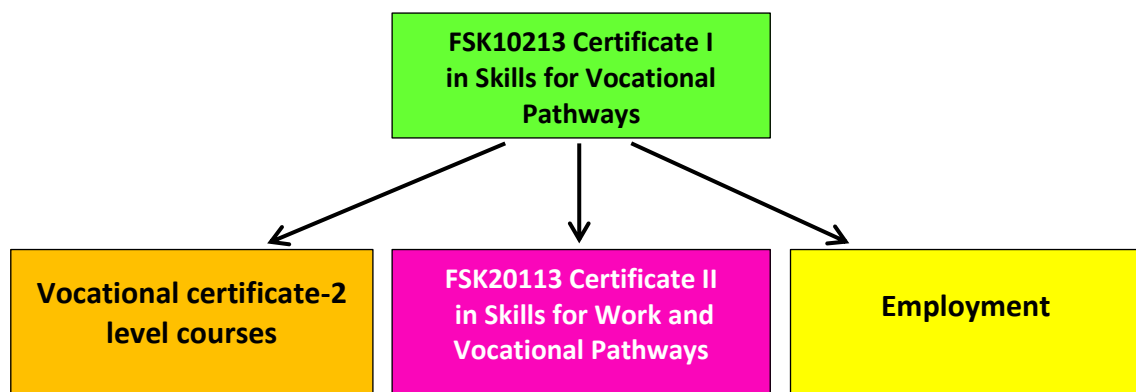 FSK10213 Certificate I
in Skills for Vocational
Pathways
Vocational certificate-2
level courses
FSK20113 Certificate II
in Skills for Work and
Vocational Pathways
Employment